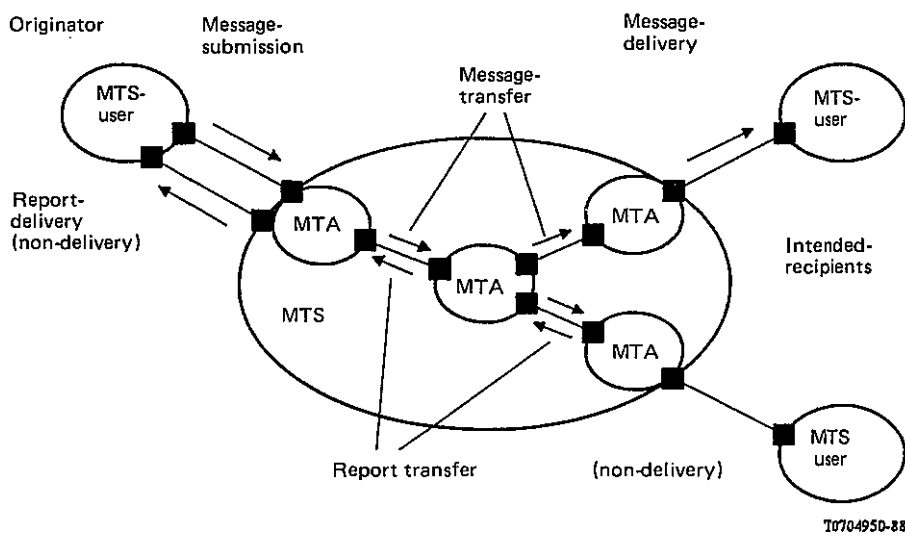 Originator
Message-
submission
Message-
delivery
MTS-
user
Message-
transfer
MTS-
user
Report-
delivery
(non-delivery)
MTA
MTA
MTA
Intended-
recipients
MTS
MTA
MTS
user
Report transfer
(non-delivery)
T0704950-88